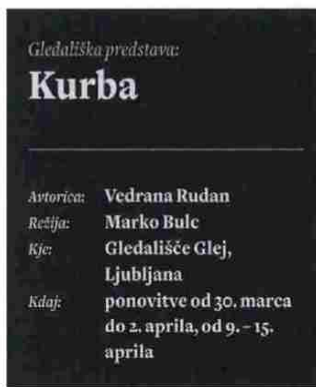 Gledališka predstava:
Kurba
Avtorica: Vedrana Rudan
Režija: Marko Bulc
Kje: Gledališče Glej,
Ljubljana
Kdaj: ponovitve od 30. marca
do 2. aprila, od 9. – 15.
aprila